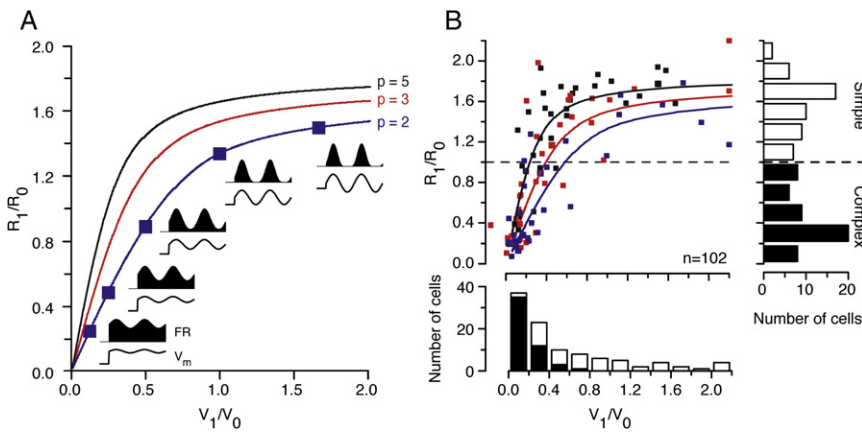 A
2.0
1.6
1.2
0.8
0.4
0.0
R1/R0
p = 5
p = 3
p = 2
FR
Vm
0.0 0.5 1.0 1.5 2.0
V1/V0
B
2.0
1.6
1.2
0.8
0.4
0.0
R1/R0
n=102
Simple
Complex
0 10 20
Number of cells
40
20
0
Number of cells
0.0 0.4 0.8 1.2 1.6 2.0
V1/V0